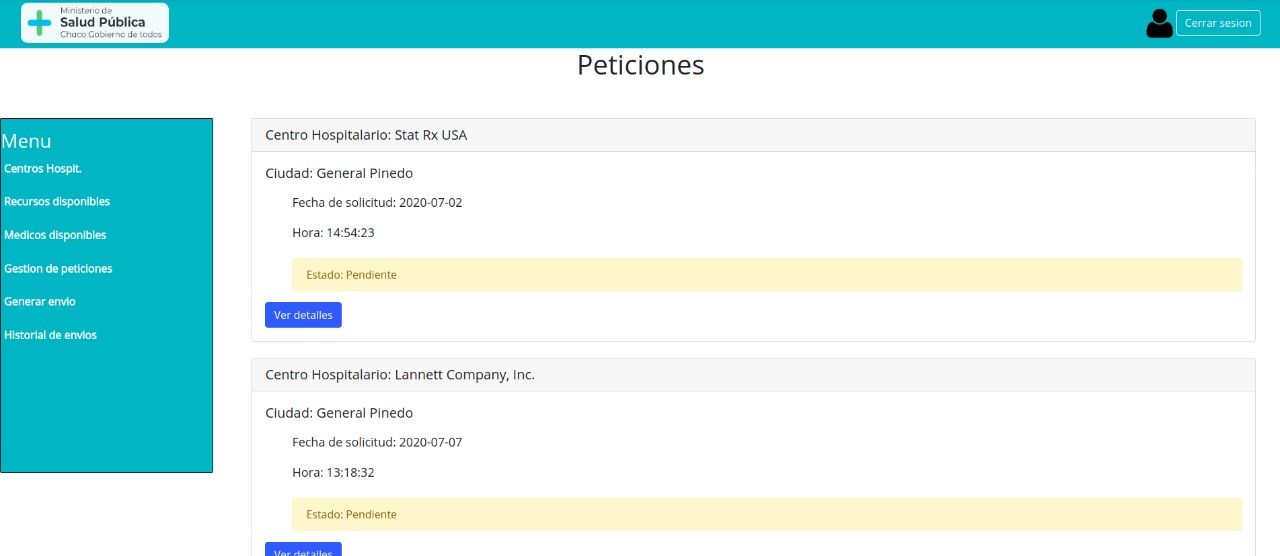 Ministerio de
Salud Pública
Chaco Gobierno de todos
Cerrar sesion
Peticiones
Menu
Centros Hospit.
Recursos disponibles
Medicos disponibles
Gestion de peticiones
Generar envio
Historial de envios
Centro Hospitalario: Stat Rx USA
Ciudad: General Pinedo
Fecha de solicitud: 2020-07-02
Hora: 14:54:23
Estado: Pendiente
Ver detalles
Centro Hospitalario: Lannett Company, Inc.
Ciudad: General Pinedo
Fecha de solicitud: 2020-07-07
Hora: 13:18:32
Estado: Pendiente
Ver detalles